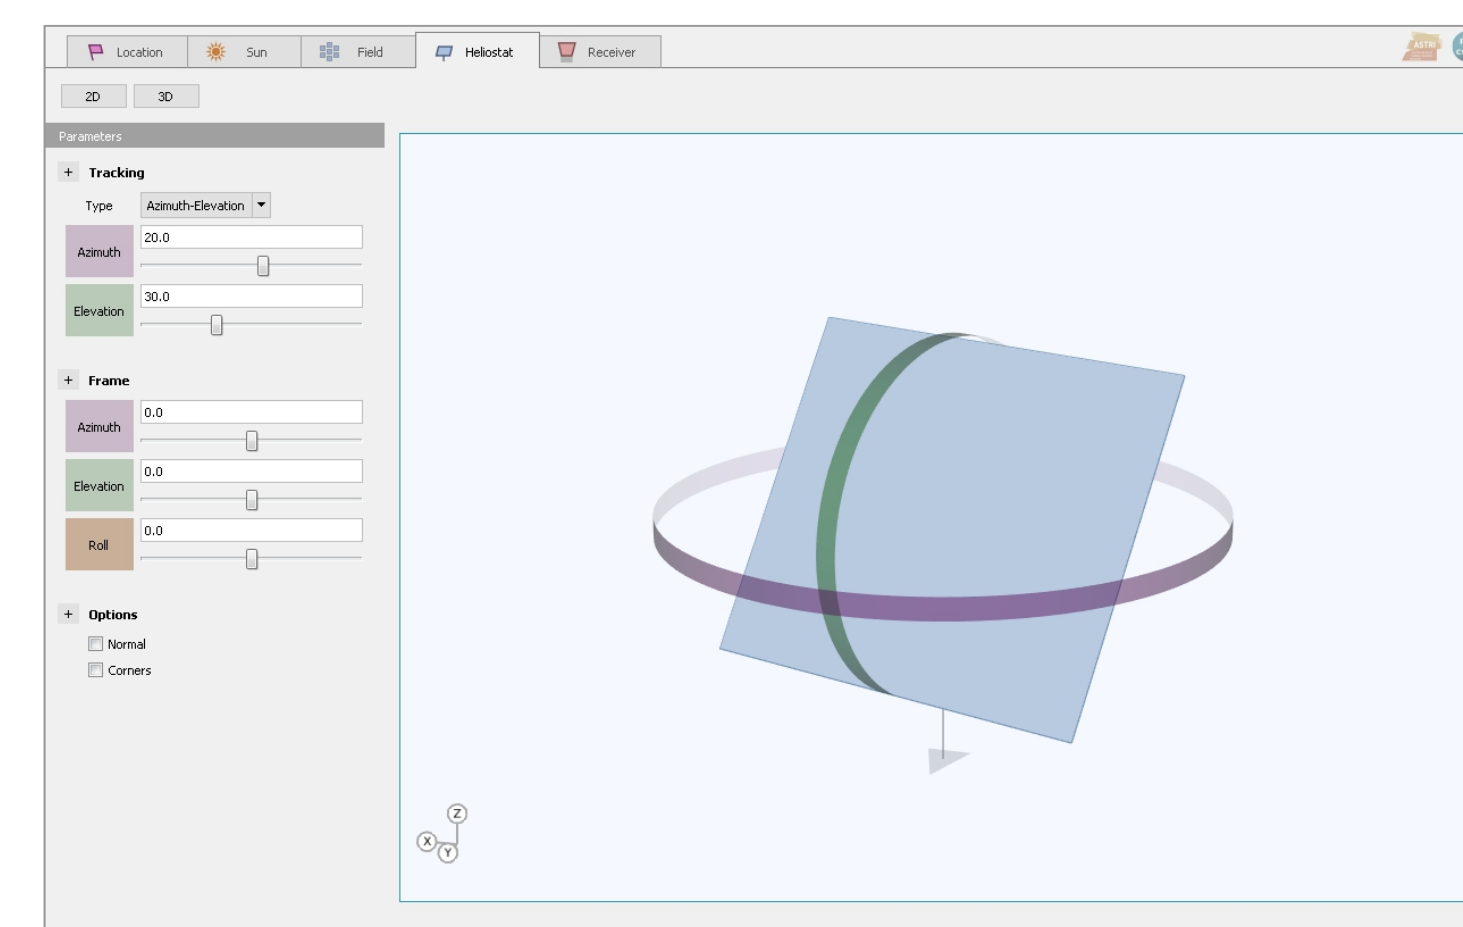 Location Sun Field Heliostat Receiver
ASTRI
2D 3D
Parameters
+ Tracking
Type Azimuth-Elevation
Azimuth 20.0
Elevation 30.0
+ Frame
Azimuth 0.0
Elevation 0.0
Roll 0.0
+ Options
Normal
Corners
Z
X
Y